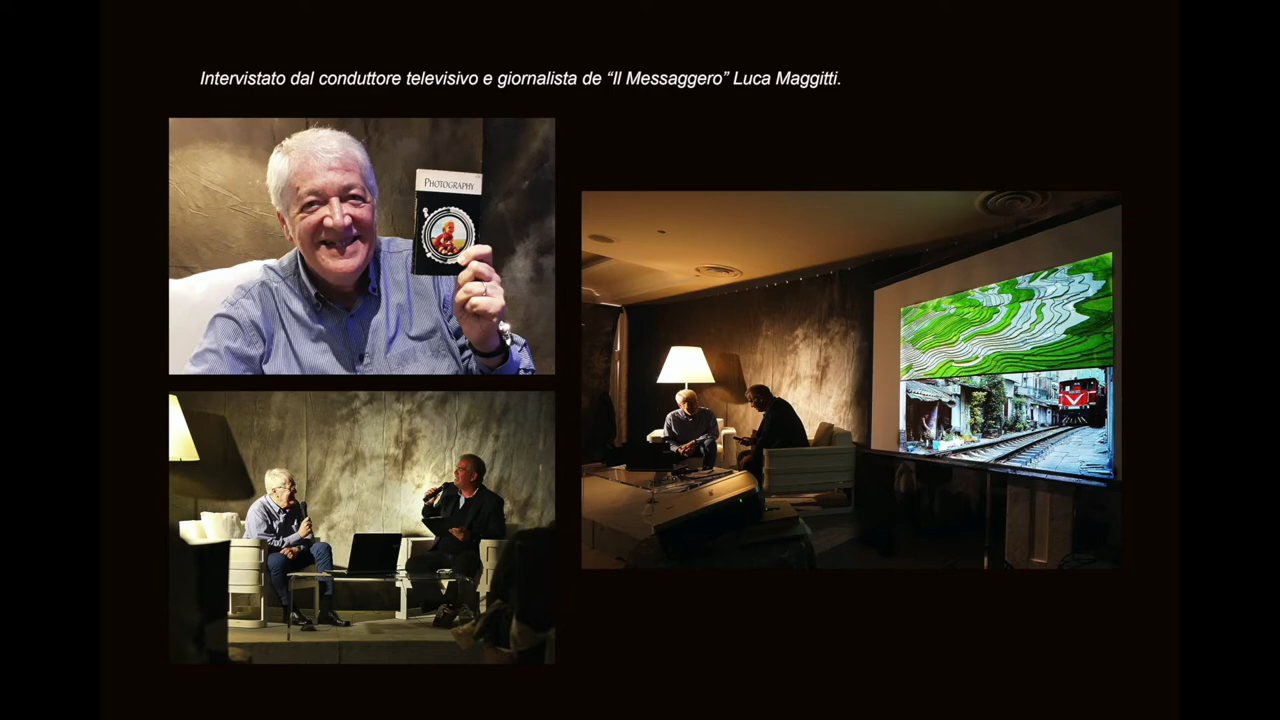 Intervistato dal conduttore televisivo e giornalista de “Il Messaggero” Luca Maggitti.
PHOTOGRAPHY